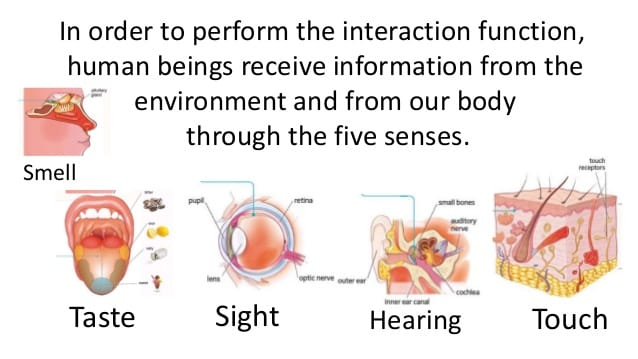 In order to perform the interaction function,
human beings receive information from the
environment and from our body
through the five senses.
Smell
touch
receptors
pupil
retina
small bones
auditory
nerve
lens
optic nerve
outer ear
cochlea
inner ear canal
Taste
Sight
Hearing
Touch